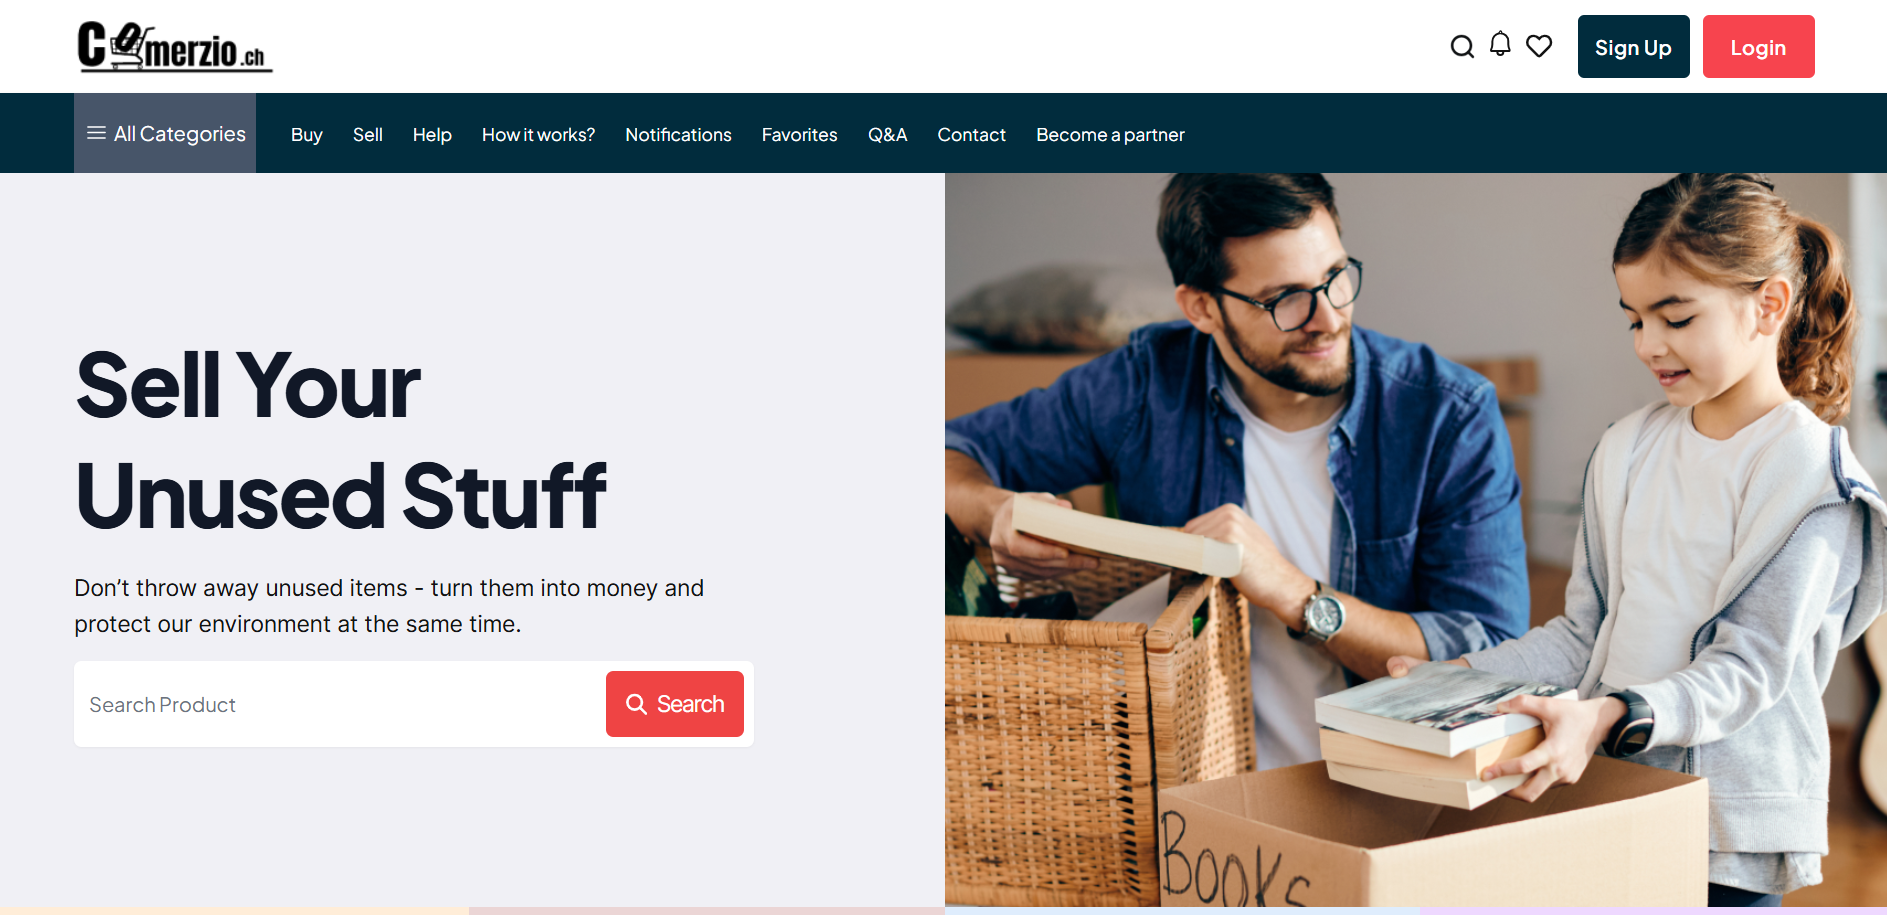 Comerzio.ch
Sign Up
Login
All Categories
Buy
Sell
Help
How it works?
Notifications
Favorites
Q&A
Contact
Become a partner
Sell Your
Unused Stuff
Don’t throw away unused items - turn them into money and
protect our environment at the same time.
Search Product
Search
Books